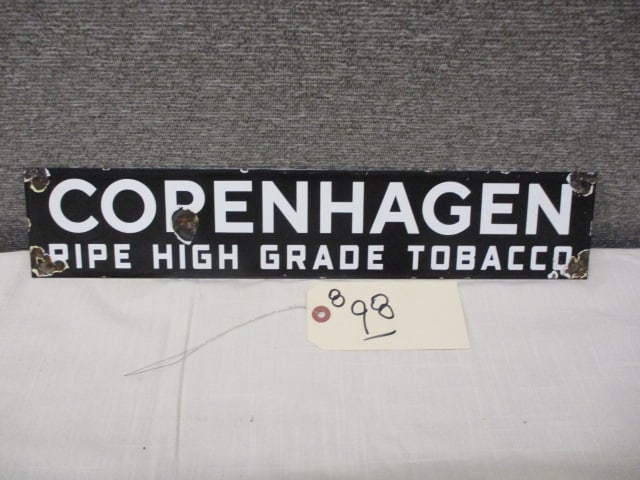 COPENHAGEN
RIPE HIGH GRADE TOBACCO
898